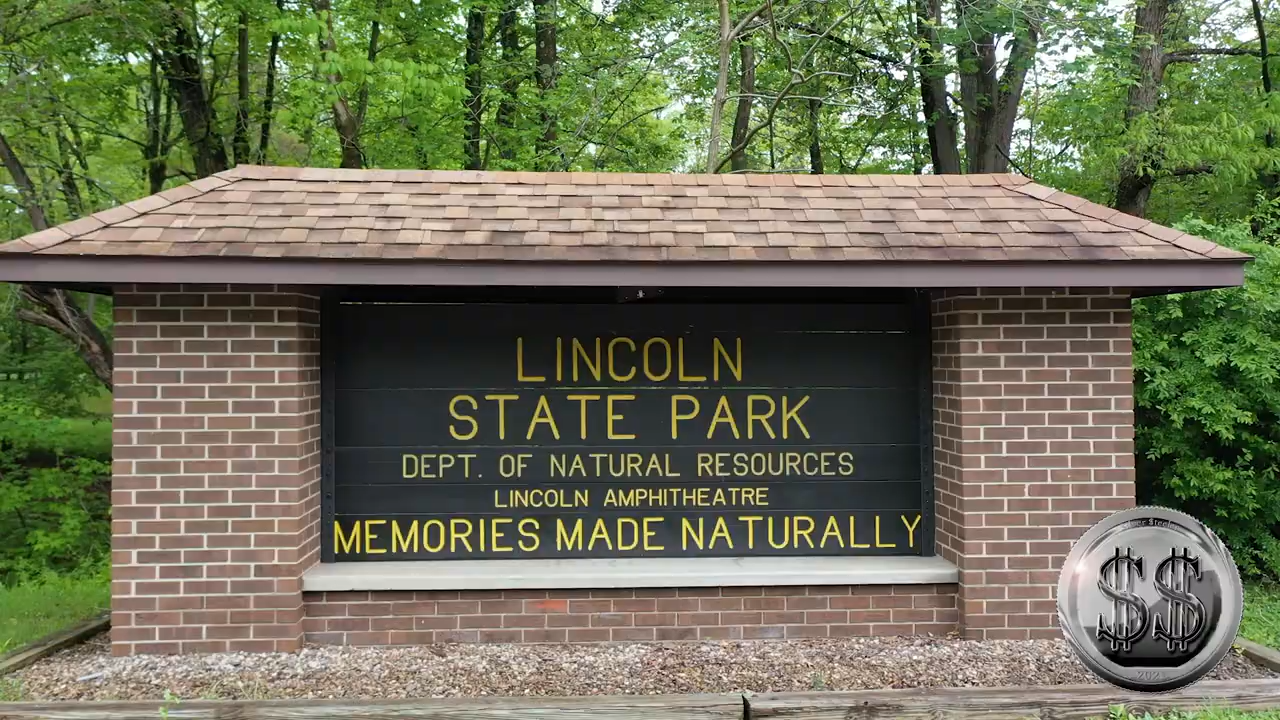 LINCOLN
STATE PARK
DEPT. OF NATURAL RESOURCES
LINCOLN AMPHITHEATRE
MEMORIES MADE NATURALLY
$$